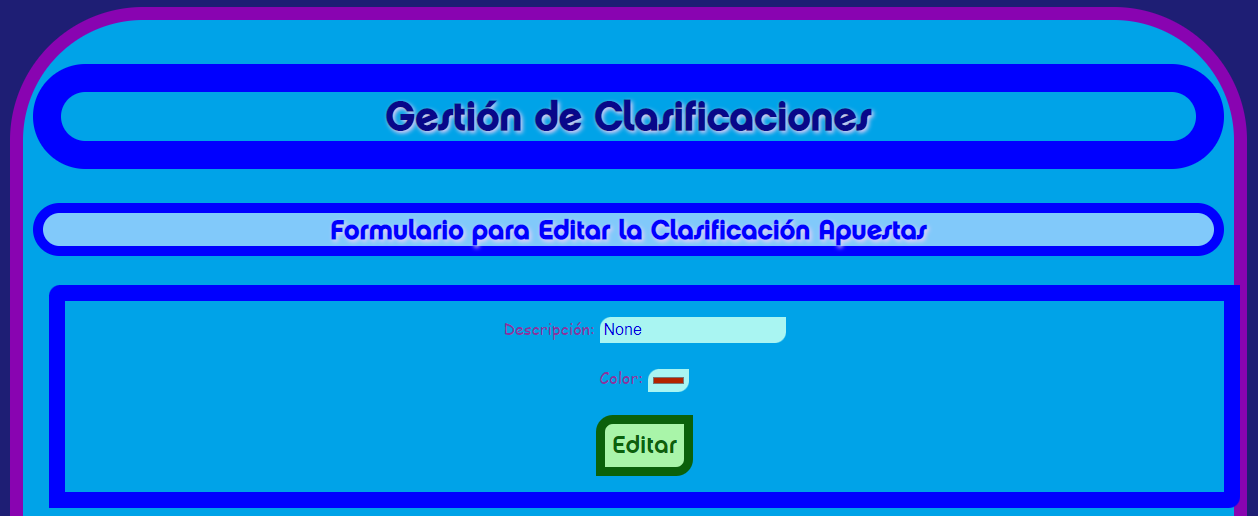 Gestión de Clasificaciones
Formulario para Editar la Clasificación Apuestas
Descripción: None
Color:
Editar